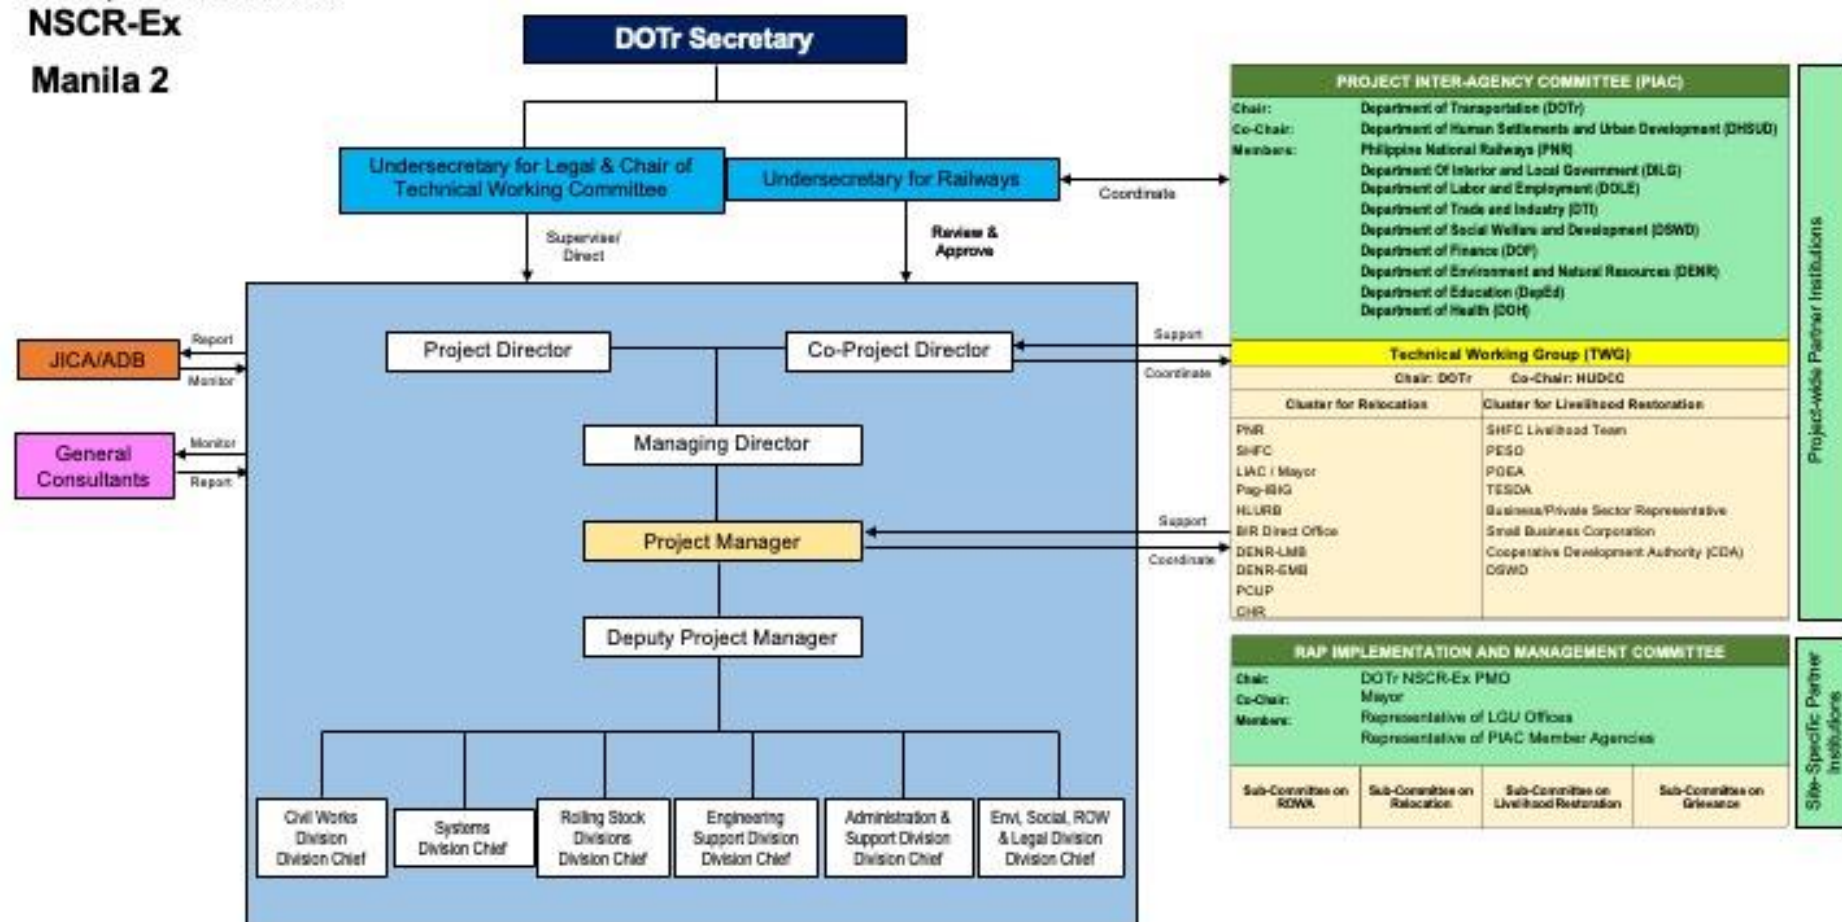 NSCR-Ex
Manila 2
DOTr Secretary
Undersecretary for Legal & Chair of
Technical Working Committee
Undersecretary for Railways
Coordinate
Supervise/
Direct
Review &
Approve
JICA/ADB
Report
Monitor
General
Consultants
Monitor
Report
Project Director
Co-Project Director
Support
Coordinate
Managing Director
Project Manager
Support
Coordinate
Deputy Project Manager
Civil Works
Division
Division Chief
Systems
Division Chief
Rolling Stock
Divisions
Division Chief
Engineering
Support Division
Division Chief
Administration &
Support Division
Division Chief
Envi, Social, ROW
& Legal Division
Division Chief
PROJECT INTER-AGENCY COMMITTEE (PIAC)
Chair: Department of Transportation (DOTr)
Co-Chair: Department of Human Settlements and Urban Development (DHSUD)
Members: Philippine National Railways (PNR)
Department Of Interior and Local Government (DILG)
Department of Labor and Employment (DOLE)
Department of Trade and Industry (DTI)
Department of Social Welfare and Development (DSWD)
Department of Finance (DOF)
Department of Environment and Natural Resources (DENR)
Department of Education (DepEd)
Department of Health (DOH)
Technical Working Group (TWG)
Chair: DOTr Co-Chair: HUDCC
Cluster for Relocation
PNR
SHFC
LIAC / Mayor
Pag-IBIG
HLURB
BIR Direct Office
DENR-LMB
DENR-EMB
PCUP
CHR
Cluster for Livelihood Restoration
SHFC Livelihood Team
PESO
POEA
TESDA
Business/Private Sector Representative
Small Business Corporation
Cooperative Development Authority (CDA)
DSWD
Project-wide Partner Institutions
RAP IMPLEMENTATION AND MANAGEMENT COMMITTEE
Chair: DOTr NSCR-Ex PMO
Co-Chair: Mayor
Members: Representative of LGU Offices
Representative of PIAC Member Agencies
Sub-Committee on
ROWA
Sub-Committee on
Relocation
Sub-Committee on
Livelihood Restoration
Sub-Committee on
Grievance
Site-Specific Partner
Institutions